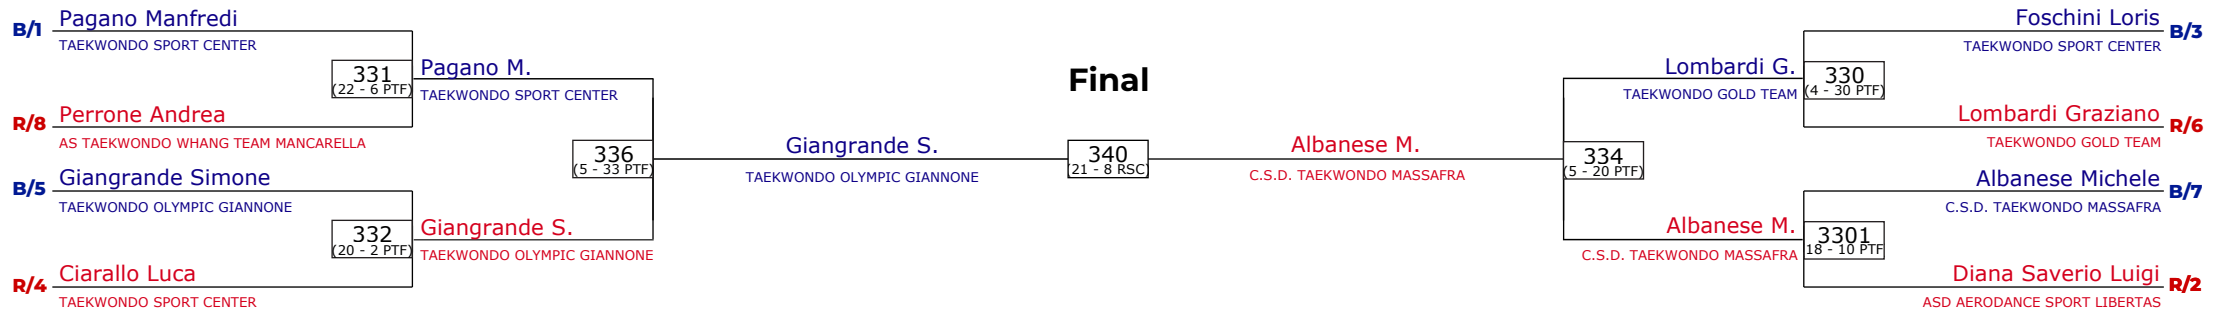 B/1 Pagano Manfredi
TAEKWONDO SPORT CENTER
331
(22 - 6 PTF)
R/8 Perrone Andrea
AS TAEKWONDO WHANG TEAM MANCARELLA
Pagano M.
TAEKWONDO SPORT CENTER
336
(5 - 33 PTF)
B/5 Giangrande Simone
TAEKWONDO OLYMPIC GIANNONE
332
(20 - 2 PTF)
R/4 Ciarallo Luca
TAEKWONDO SPORT CENTER
Giangrande S.
TAEKWONDO OLYMPIC GIANNONE
Final
Giangrande S.
TAEKWONDO OLYMPIC GIANNONE
340
(21 - 8 RSC)
Albanese M.
C.S.D. TAEKWONDO MASSAFRA
Lombardi G.
TAEKWONDO GOLD TEAM
334
(5 - 20 PTF)
Albanese M.
C.S.D. TAEKWONDO MASSAFRA
Foschini Loris B/3
TAEKWONDO SPORT CENTER
330
(4 - 30 PTF)
Lombardi Graziano R/6
TAEKWONDO GOLD TEAM
Albanese Michele B/7
C.S.D. TAEKWONDO MASSAFRA
3301
18 - 10 PTF
Diana Saverio Luigi R/2
ASD AERODANCE SPORT LIBERTAS